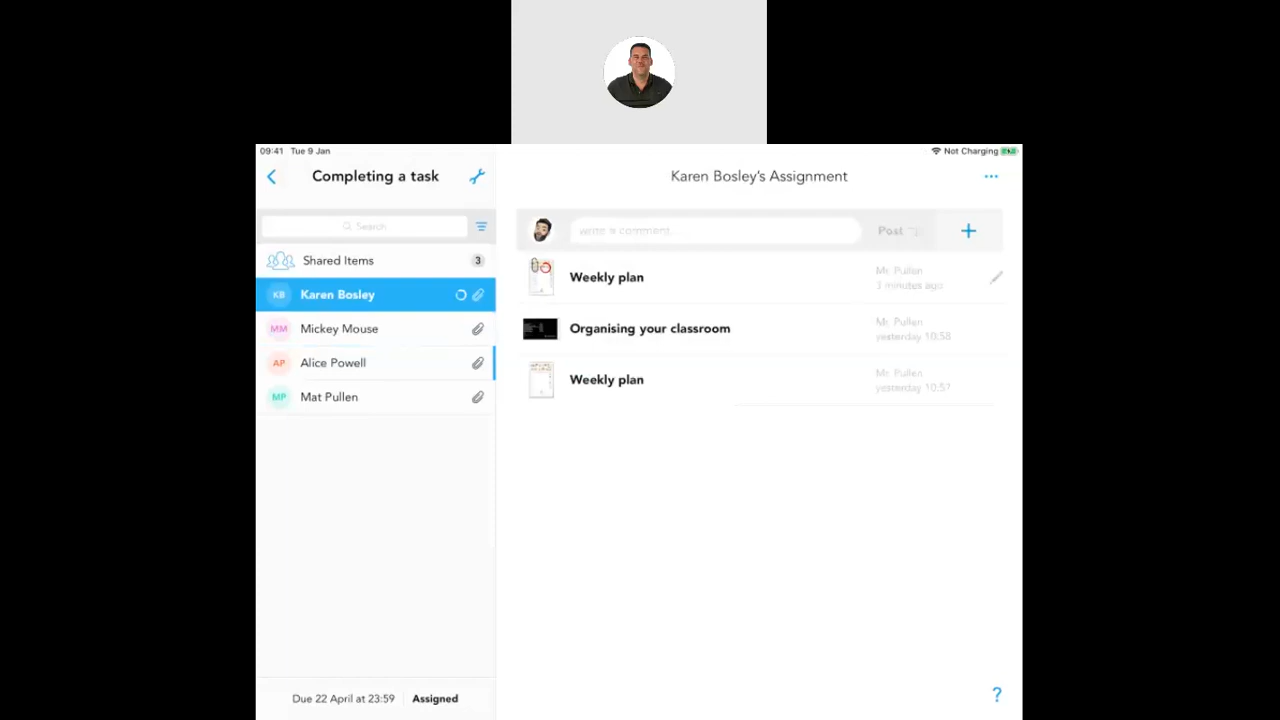 09:41 Tue 9 Jan
Not Charging
Completing a task
Karen Bosley's Assignment
Search
write a comment...
Post
Shared Items 3
KB Karen Bosley
MM Mickey Mouse
AP Alice Powell
MP Mat Pullen
Weekly plan
Mr. Pullen
3 minutes ago
Organising your classroom
Mr. Pullen
yesterday 10:58
Weekly plan
Mr. Pullen
yesterday 10:57
Due 22 April at 23:59 Assigned
?